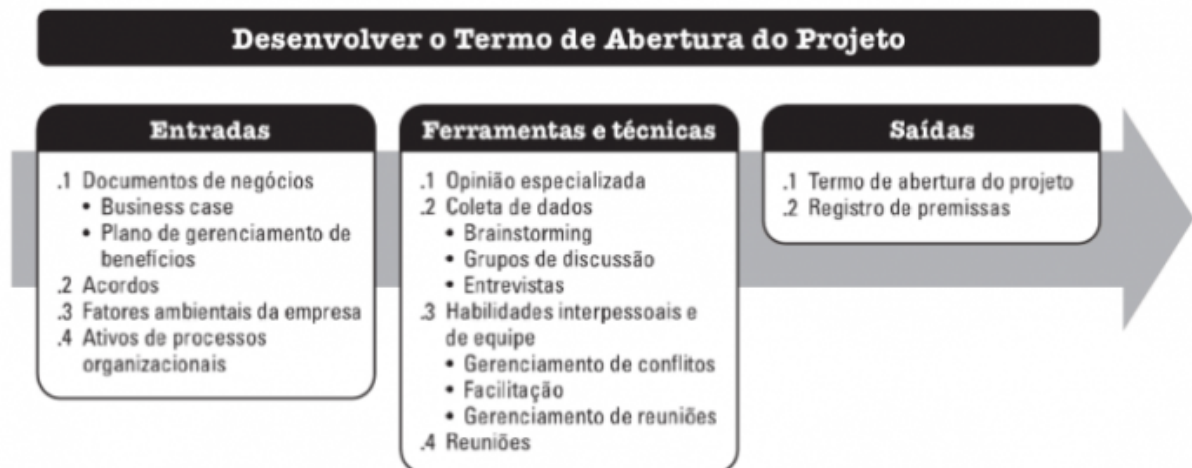 Desenvolver o Termo de Abertura do Projeto
Entradas
.1 Documentos de negócios
• Business case
• Plano de gerenciamento de
benefícios
.2 Acordos
.3 Fatores ambientais da empresa
.4 Ativos de processos
organizacionais
Ferramentas e técnicas
.1 Opinião especializada
.2 Coleta de dados
• Brainstorming
• Grupos de discussão
• Entrevistas
.3 Habilidades interpessoais e
de equipe
• Gerenciamento de conflitos
• Facilitação
• Gerenciamento de reuniões
.4 Reuniões
Saídas
.1 Termo de abertura do projeto
.2 Registro de premissas